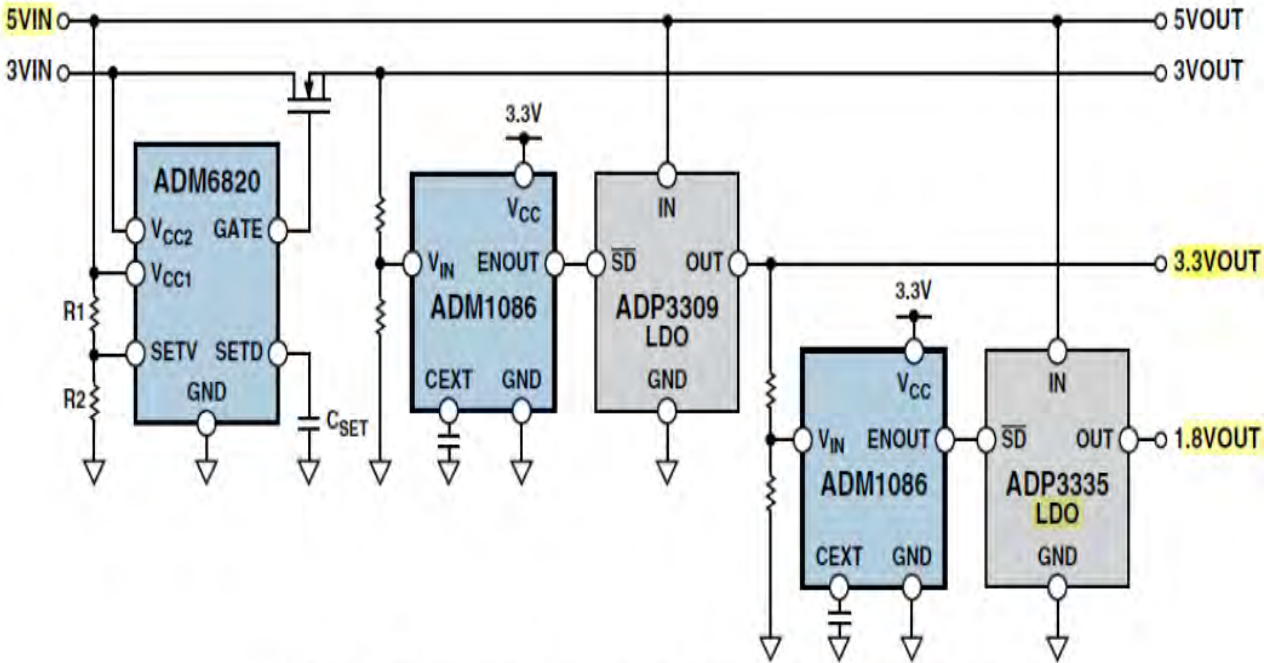 5VIN
5VOUT
3VIN
3VOUT
3.3V
ADM6820
VCC2
GATE
VCC1
R1
SETV
SETD
R2
GND
CSET
VCC
VIN
ENOUT
ADM1086
CEXT
GND
IN
SD
OUT
ADP3309
LDO
GND
3.3VOUT
3.3V
VCC
VIN
ENOUT
ADM1086
CEXT
GND
IN
SD
OUT
ADP3335
LDO
GND
1.8VOUT